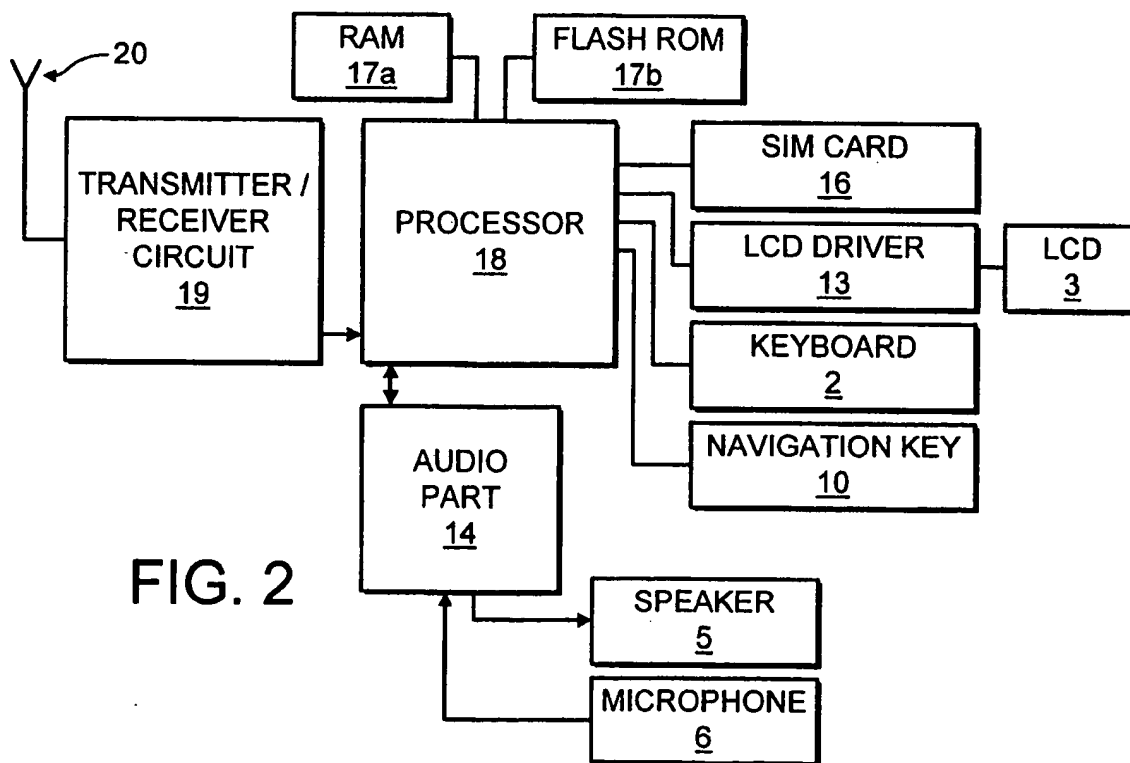 20
RAM
17a
FLASH ROM
17b
TRANSMITTER /
RECEIVER
CIRCUIT
19
PROCESSOR
18
SIM CARD
16
LCD DRIVER
13
LCD
3
KEYBOARD
2
NAVIGATION KEY
10
AUDIO
PART
14
FIG. 2
SPEAKER
5
MICROPHONE
6